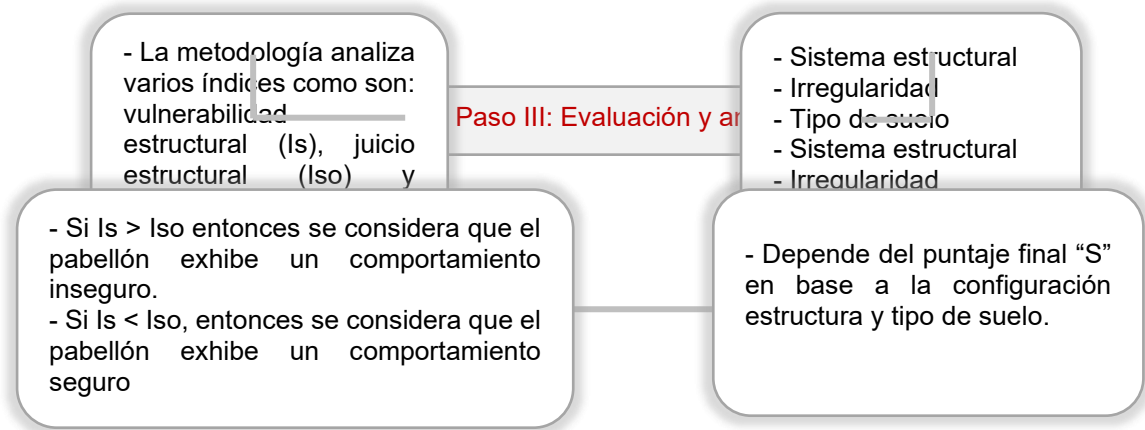 - La metodología analiza
varios índices como son:
vulnerabilidad
estructural (Is), juicio
estructural (Iso) y
Paso III: Evaluación y
- Sistema estructural
- Irregularidad
- Tipo de suelo
- Sistema estructural
- Irregularidad
- Si Is > Iso entonces se considera que el
pabellón exhibe un comportamiento
inseguro.
- Si Is < Iso, entonces se considera que el
pabellón exhibe un comportamiento
seguro
- Depende del puntaje final “S”
en base a la configuración
estructura y tipo de suelo.